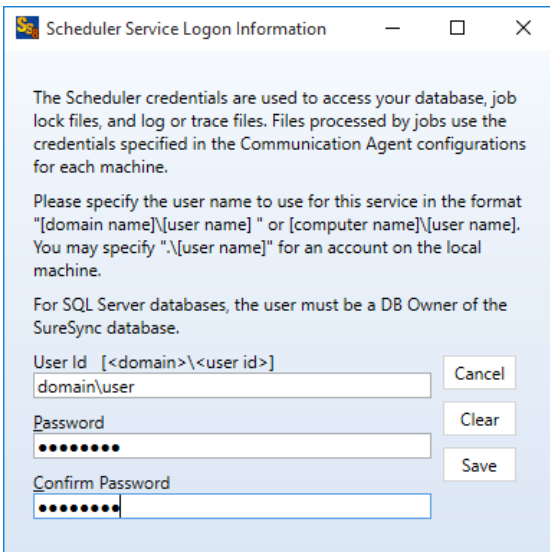 SSR Scheduler Service Logon Information
The Scheduler credentials are used to access your database, job
lock files, and log or trace files. Files processed by jobs use the
credentials specified in the Communication Agent configurations
for each machine.
Please specify the user name to use for this service in the format
"[domain name]\[user name] " or [computer name]\[user name].
You may specify ".\[user name]" for an account on the local
machine.
For SQL Server databases, the user must be a DB Owner of the
SureSync database.
User Id [<domain>\<user id>]
Cancel
domain\user
Password
Clear
●●●●●●●●
Save
Confirm Password
●●●●●●●●